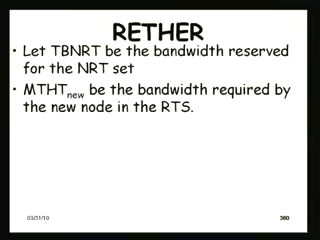 RETHER
• Let TBNRT be the bandwidth reserved
for the NRT set
• MTHTnew be the bandwidth required by
the new node in the RTS.
03/31/10 360